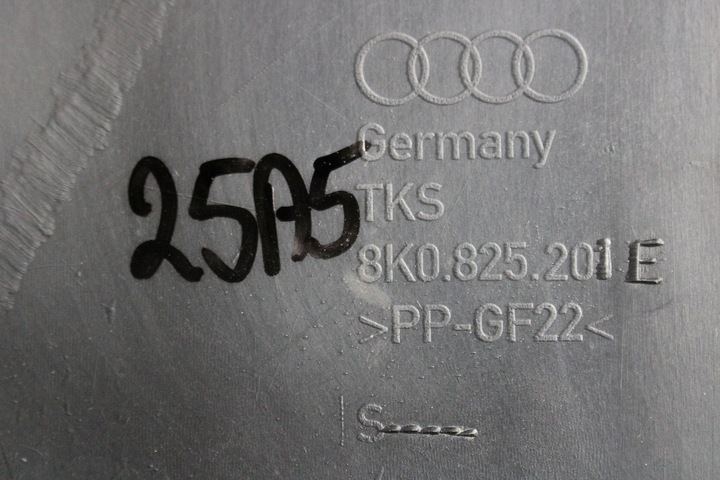 Germany
25A5
TKS
8K0.825.201 E
>PP-GF22<
S